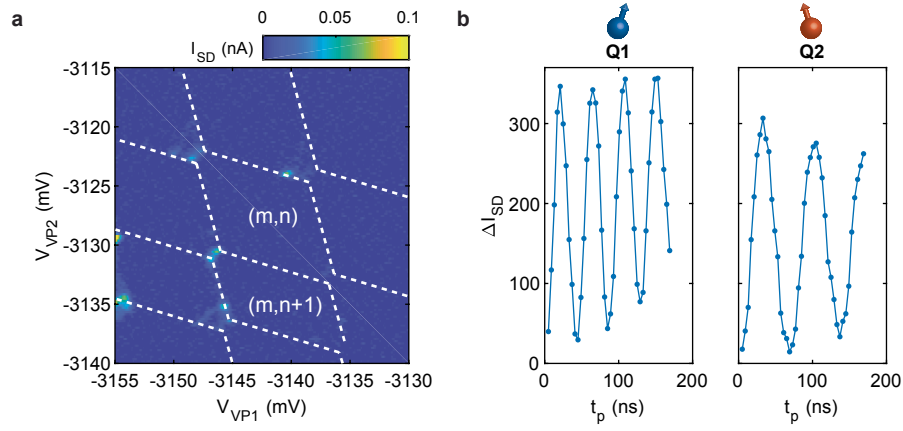 a
0 0.05 0.1
I_SD (nA)
-3115
-3120
-3125
-3130
-3135
-3140
V_VP2 (mV)
(m,n)
(m,n+1)
-3155 -3150 -3145 -3140 -3135 -3130
V_VP1 (mV)
b
Q1 Q2
300
200
100
0
ΔI_SD
0 100 200
t_p (ns)
0 100 200
t_p (ns)